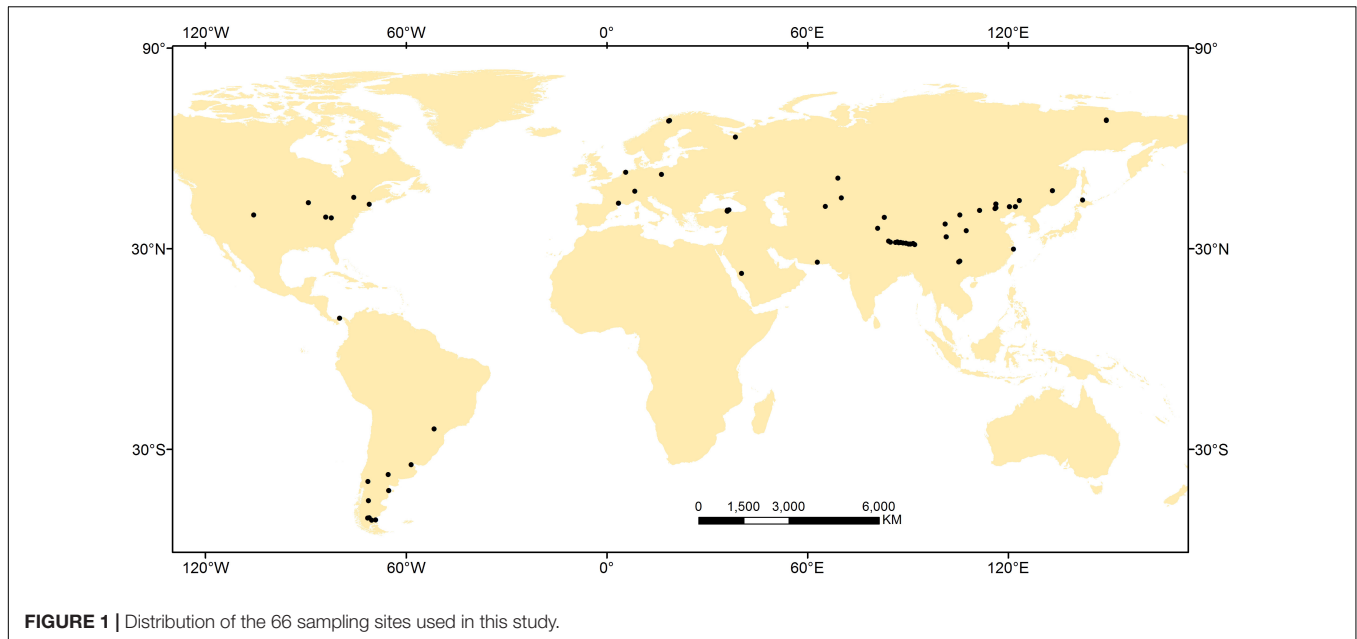 120°W 60°W 0° 60°E 120°E
90° 90°
30°N 30°N
30°S 30°S
0 1,500 3,000 6,000
KM
120°W 60°W 0° 60°E 120°E
FIGURE 1 | Distribution of the 66 sampling sites used in this study.